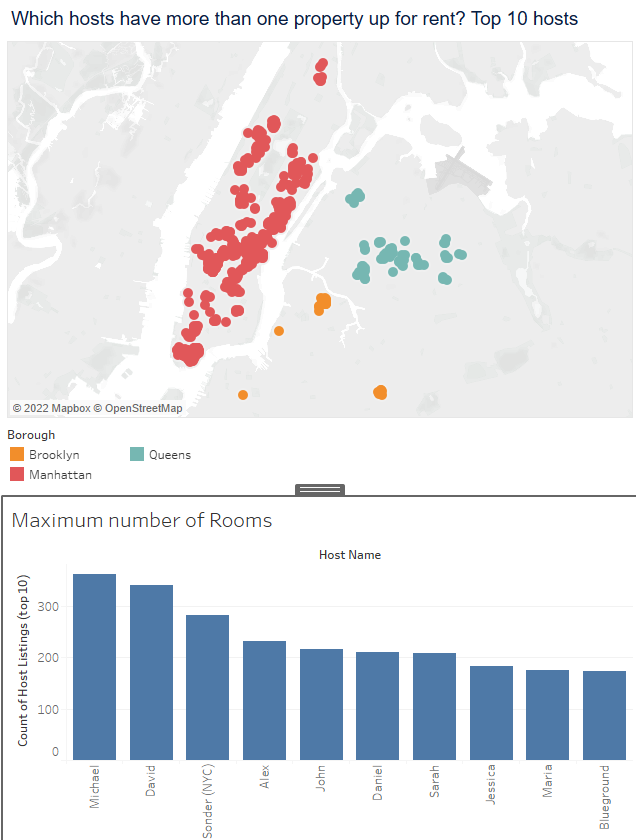 Which hosts have more than one property up for rent? Top 10 hosts
© 2022 Mapbox © OpenStreetMap
Borough
Brooklyn
Queens
Manhattan
Maximum number of Rooms
Host Name
Count of Host Listings (top 10)
300
200
100
0
Michael
David
Sonder (NYC)
Alex
John
Daniel
Sarah
Jessica
Maria
Blueground